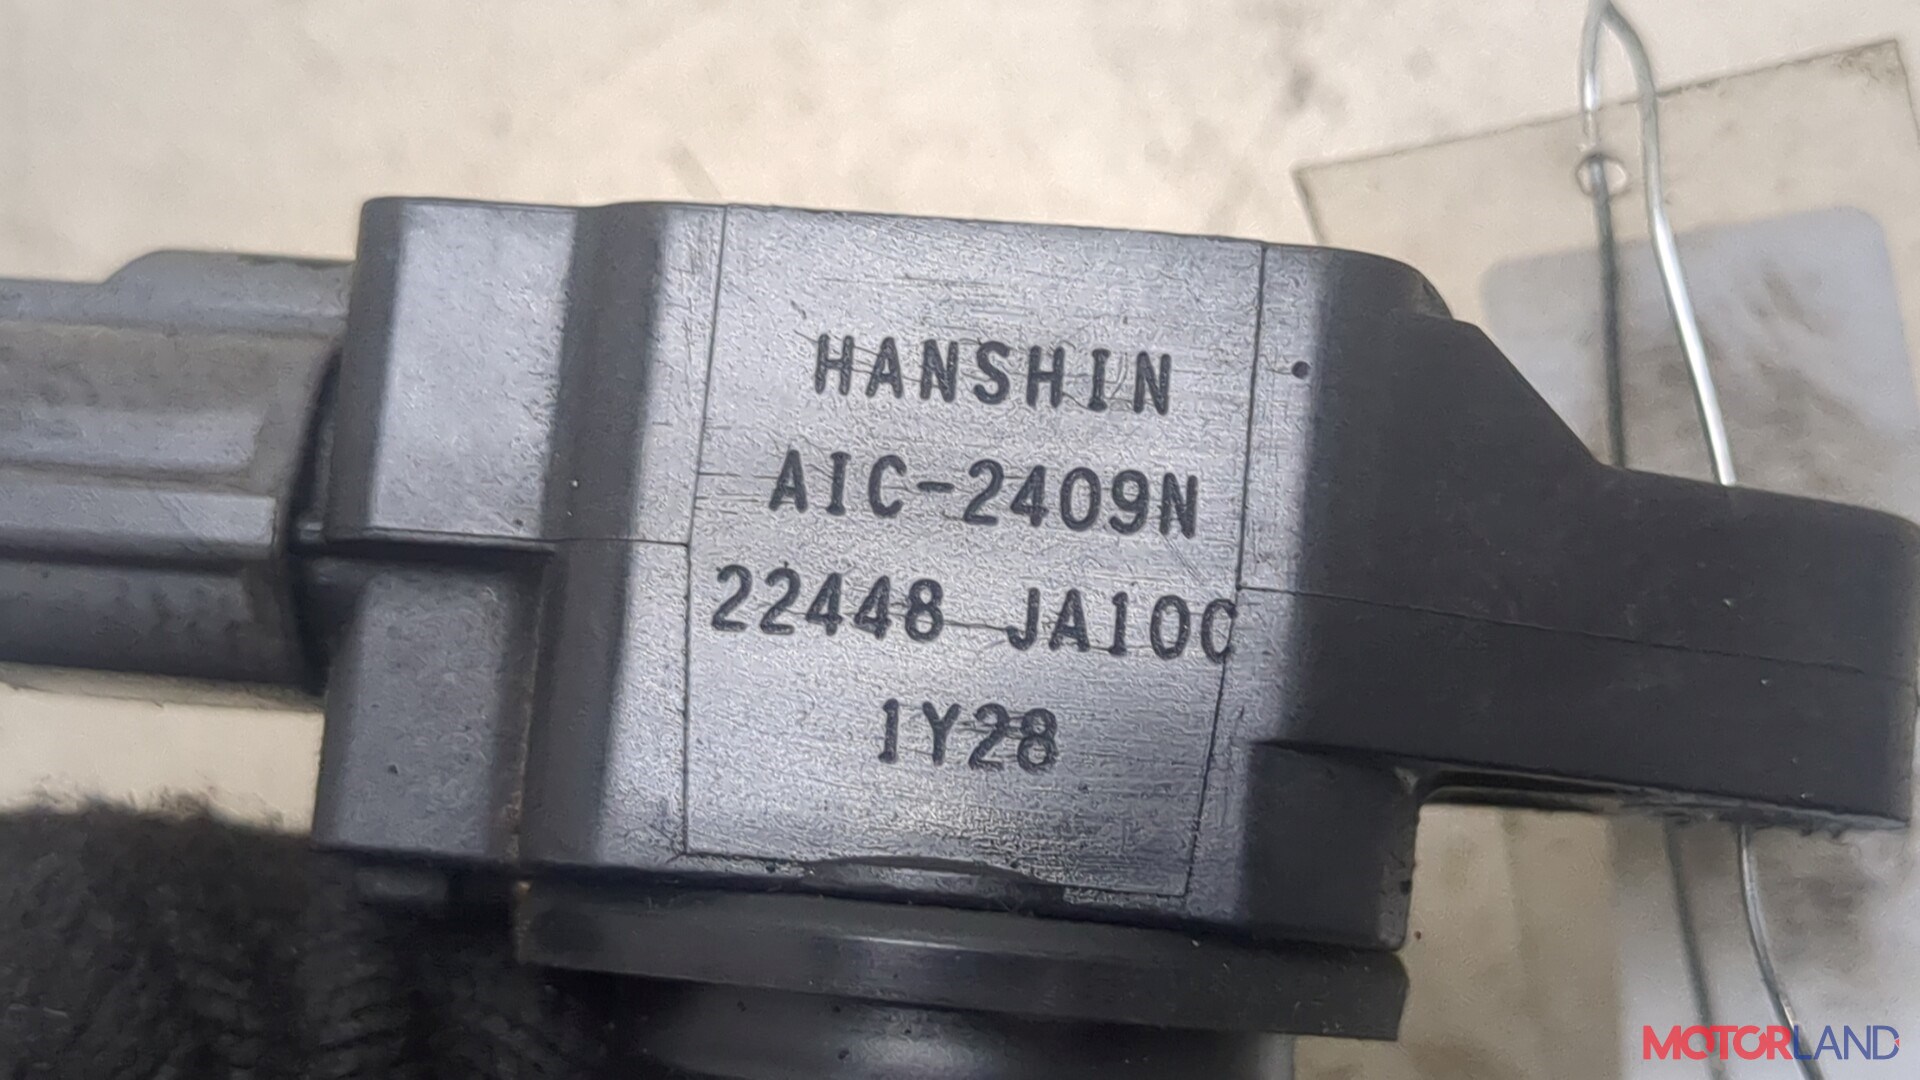 HANSHIN
AIC-2409N
22448 JA10C
1Y28
MOTORLAND